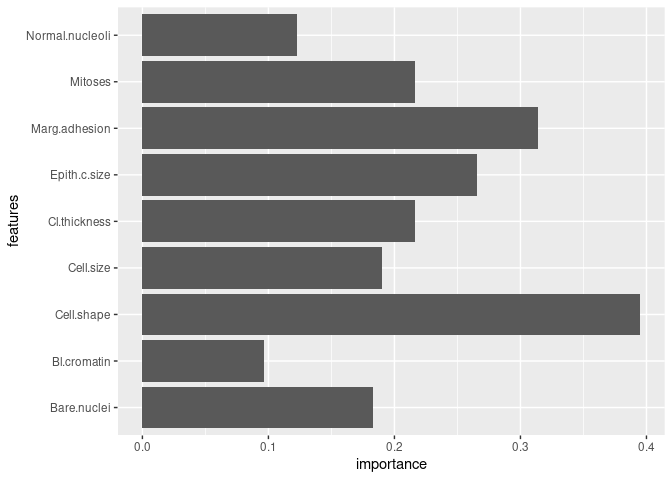 Normal.nucleoli
Mitoses
Marg.adhesion
Epith.c.size
Cl.thickness
Cell.size
Cell.shape
Bl.cromatin
Bare.nuclei
features
0.0 0.1 0.2 0.3 0.4
importance